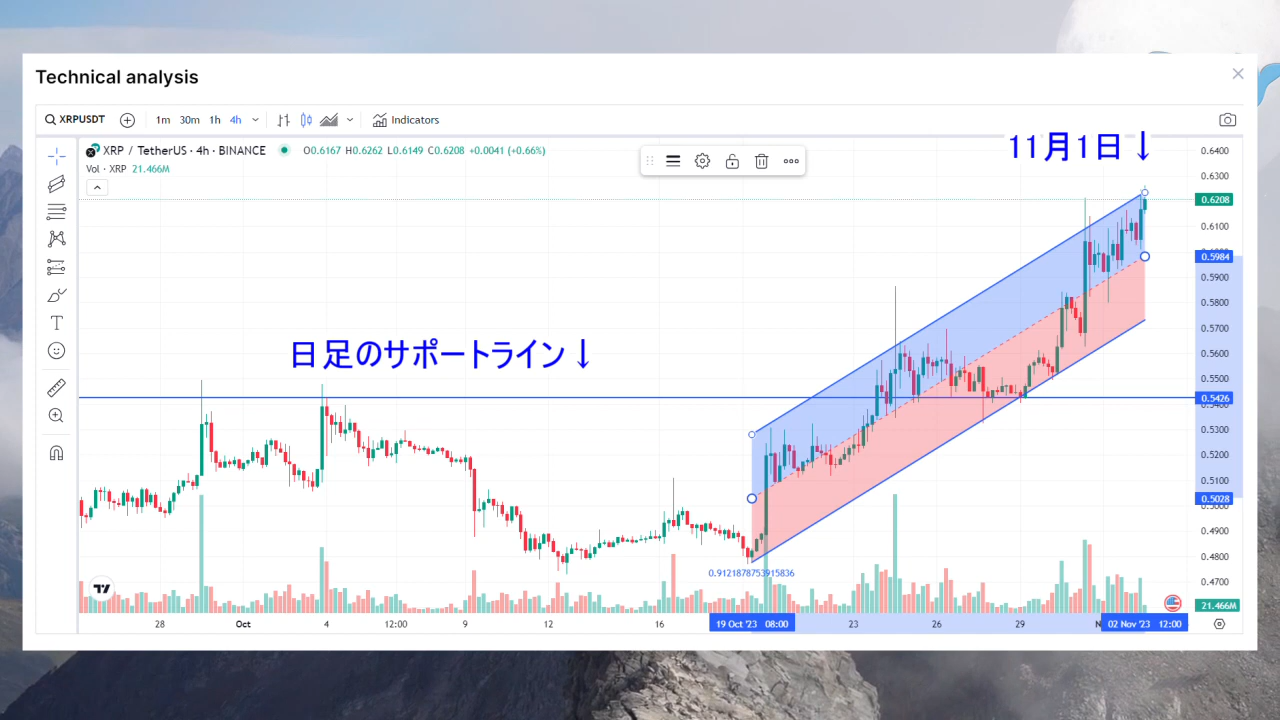 Technical analysis
XRPUSDT 1m 30m 1h 4h Indicators
XRP / TetherUS · 4h · BINANCE O0.6167 H0.6262 L0.6149 C0.6208 +0.0041 (+0.66%)
Vol · XRP 21.466M
11月1日↓
日足のサポートライン↓
0.6400
0.6300
0.6208
0.6100
0.5984
0.5900
0.5800
0.5700
0.5600
0.5500
0.5426
0.5300
0.5200
0.5100
0.5028
0.5000
0.4900
0.4800
0.4700
21.466M
0.9121878753915836
28 Oct 4 12:00 9 12 16 19 Oct '23 08:00 23 26 29 N 02 Nov '23 12:00